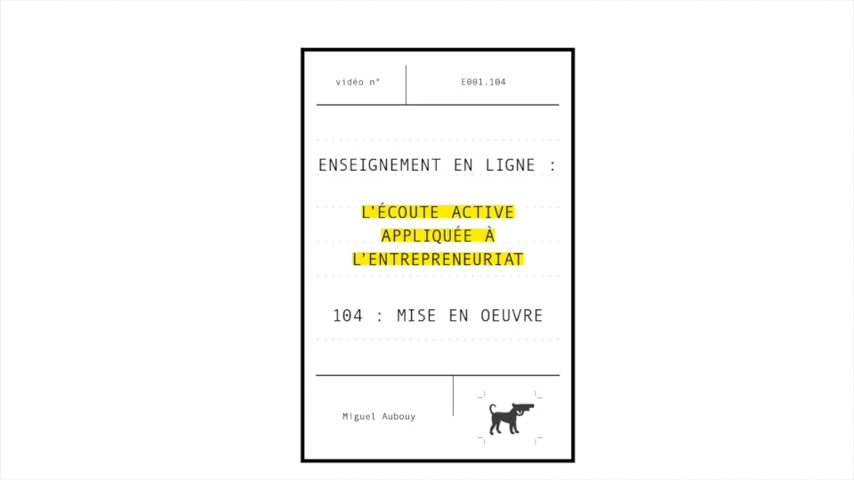 vidéo n°
E001.104
ENSEIGNEMENT EN LIGNE :
L'ÉCOUTE ACTIVE
APPLIQUÉE À
L'ENTREPRENEURIAT
104 : MISE EN OEUVRE
Miguel Aubouy